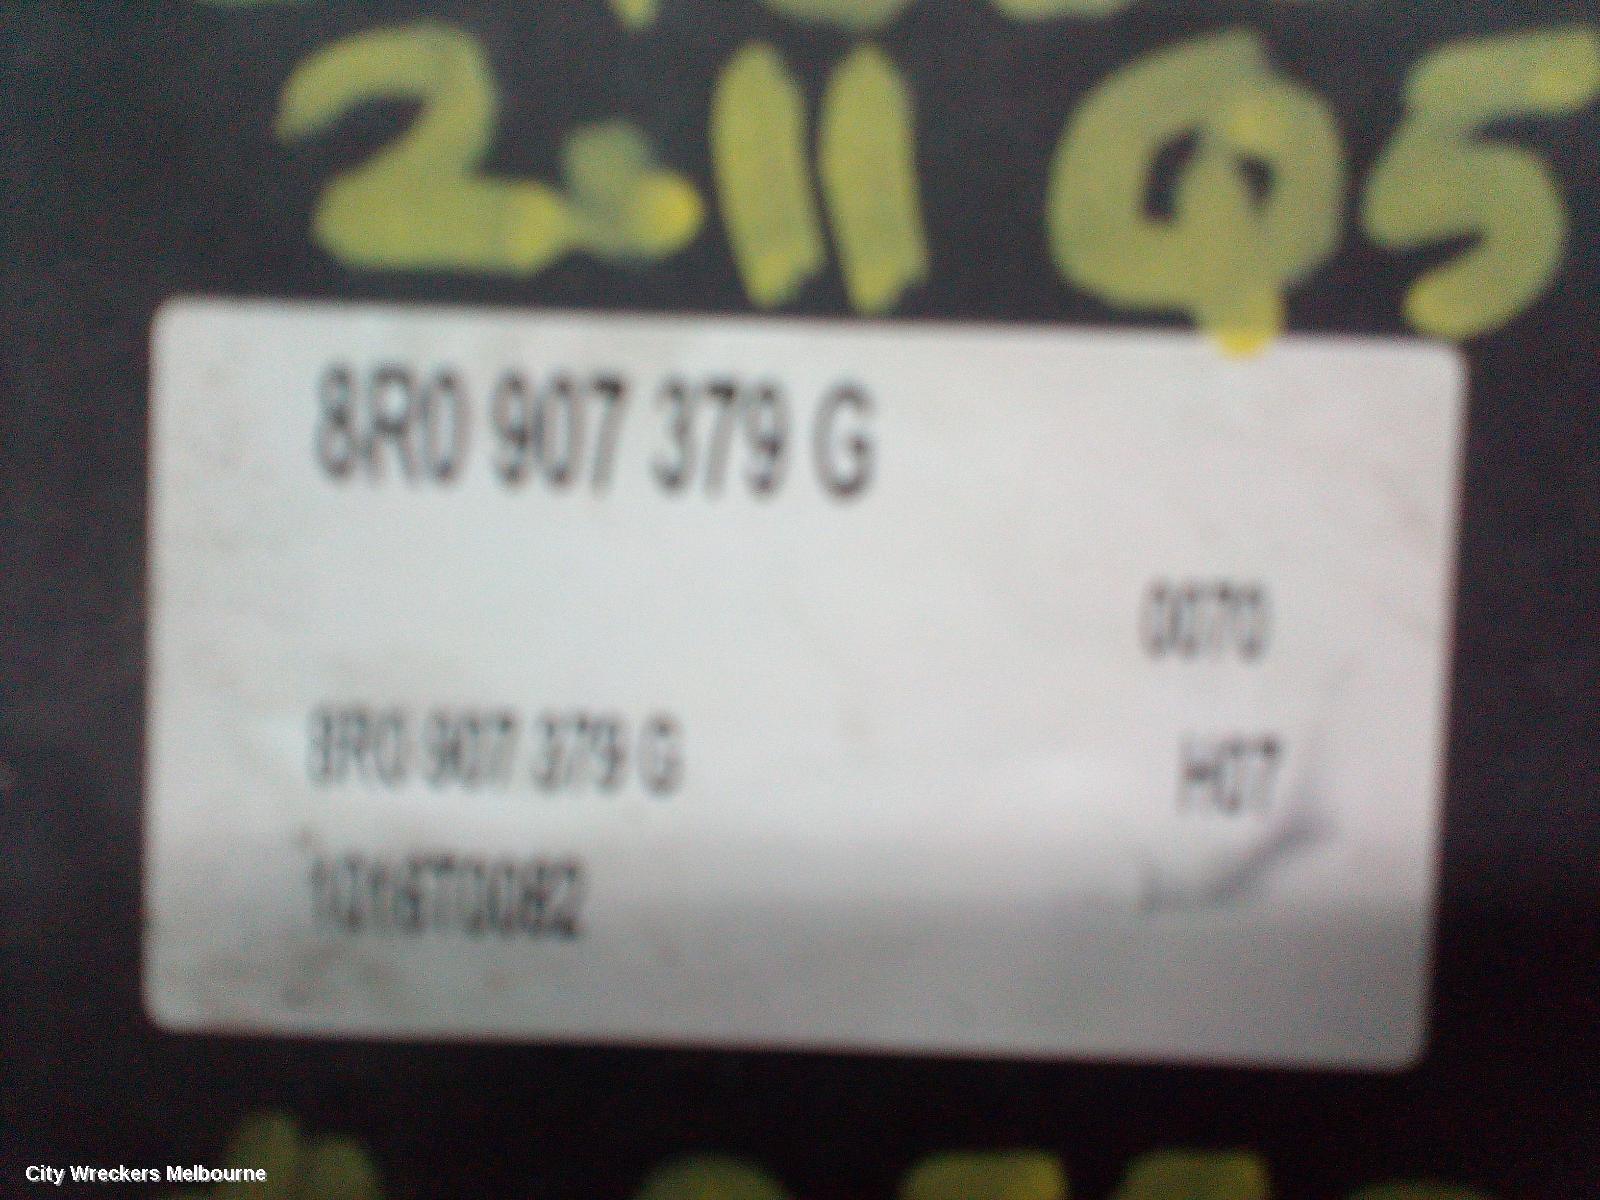 2.11 Q5
8R0 907 379 G
0070
8R0 907 379 G
H07
City Wreckers Melbourne